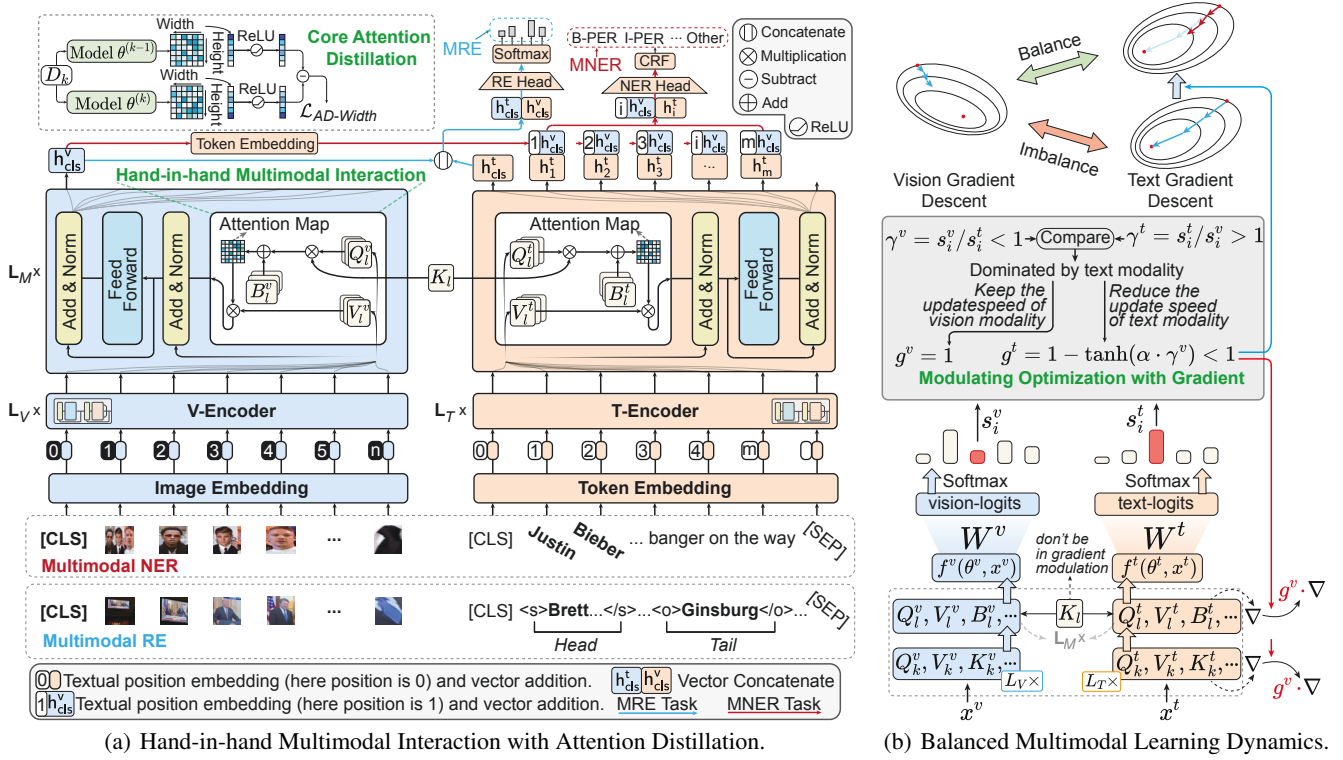 Width
Height
ReLU
Model θ^(k-1)
D_k
Width
Height
ReLU
Model θ^(k)
L_AD-Width
Core Attention
Distillation
MRE
Softmax
RE Head
h^t_cls h^v_cls
B-PER I-PER ··· Other
MNER
CRF
NER Head
i h^v_cls h^t_i
Concatenate
Multiplication
Subtract
Add
ReLU
h^v_cls
Token Embedding
h^t_cls
1 h^v_cls 2 h^v_cls 3 h^v_cls i h^v_cls m h^v_cls
h^t_1 h^t_2 h^t_3 ... h^t_m
Hand-in-hand Multimodal Interaction
L_M x
Add & Norm
Feed Forward
Add & Norm
Attention Map
Q^v_l
B^v_l
V^v_l
K_l
Attention Map
Q^t_l
B^t_l
V^t_l
Add & Norm
Feed Forward
Add & Norm
L_V x
V-Encoder
L_T x
T-Encoder
0 1 2 3 4 5 n
0 1 2 3 4 m
Image Embedding
Token Embedding
[CLS] ...
[CLS] Justin Bieber ... banger on the way [SEP]
Multimodal NER
[CLS] ...
[CLS] <s>Brett...</s>... <o>Ginsburg</o>... [SEP]
Head Tail
Multimodal RE
0 Textual position embedding (here position is 0) and vector addition.
h^t_cls h^v_cls Vector Concatenate
1 h^v_cls Textual position embedding (here position is 1) and vector addition.
MRE Task MNER Task
(a) Hand-in-hand Multimodal Interaction with Attention Distillation.
Balance
Imbalance
Vision Gradient
Descent
Text Gradient
Descent
γ^v = s^v_i/s^t_i < 1 Compare γ^t = s^t_i/s^v_i > 1
Dominated by text modality
Keep the
updatespeed of
vision modality
Reduce the
update speed
of text modality
g^v = 1 g^t = 1 − tanh(α · γ^v) < 1
Modulating Optimization with Gradient
s^v_i
s^t_i
Softmax
Softmax
vision-logits
text-logits
W^v
W^t
don't be
in gradient
modulation
f^v(θ^v, x^v)
f^t(θ^t, x^t)
Q^v_l, V^v_l, B^v_l,··· K_l Q^t_l, V^t_l, B^t_l,··· ∇ g^v·∇
L_M x
Q^v_k, V^v_k, K^v_k,··· Q^t_k, V^t_k, K^t_k,··· ∇ g^v·∇
L_V × L_T ×
x^v x^t
(b) Balanced Multimodal Learning Dynamics.